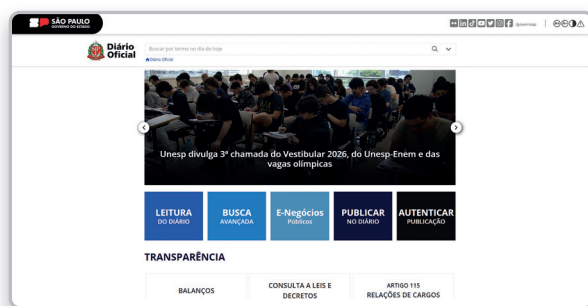 SÃO PAULO
GOVERNO DO ESTADO
@governosp
Diário
Oficial
Buscar por termo no dia de hoje
Diário Oficial
Unesp divulga 3ª chamada do Vestibular 2026, do Unesp-Enem e das
vagas olímpicas
LEITURA
DO DIÁRIO
BUSCA
AVANÇADA
E-Negócios
Públicos
PUBLICAR
NO DIÁRIO
AUTENTICAR
PUBLICAÇÃO
TRANSPARÊNCIA
BALANÇOS
CONSULTA A LEIS E
DECRETOS
ARTIGO 115
RELAÇÕES DE CARGOS